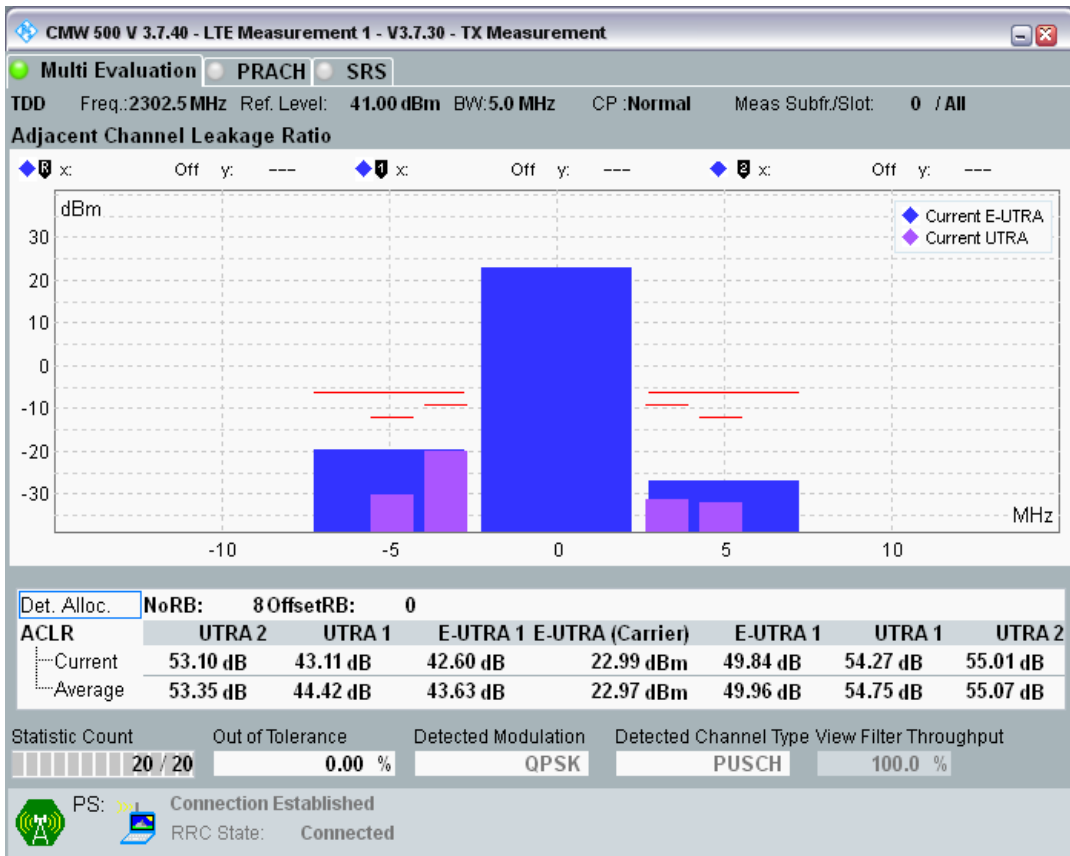 CMW 500 V 3.7.40 - LTE Measurement 1 - V3.7.30 - TX Measurement
Multi Evaluation PRACH SRS
TDD Freq.:2302.5 MHz Ref. Level: 41.00 dBm BW:5.0 MHz CP :Normal Meas Subfr./Slot: 0 / All
Adjacent Channel Leakage Ratio
R x: Off y: --- 1 x: Off y: --- 2 x: Off y: ---
dBm
Current E-UTRA
Current UTRA
30
20
10
0
-10
-20
-30
MHz
-10 -5 0 5 10
Det. Alloc. NoRB: 8 OffsetRB: 0
ACLR UTRA 2 UTRA 1 E-UTRA 1 E-UTRA (Carrier) E-UTRA 1 UTRA 1 UTRA 2
Current 53.10 dB 43.11 dB 42.60 dB 22.99 dBm 49.84 dB 54.27 dB 55.01 dB
Average 53.35 dB 44.42 dB 43.63 dB 22.97 dBm 49.96 dB 54.75 dB 55.07 dB
Statistic Count Out of Tolerance Detected Modulation Detected Channel Type View Filter Throughput
20 / 20 0.00 % QPSK PUSCH 100.0 %
PS: Connection Established
RRC State: Connected